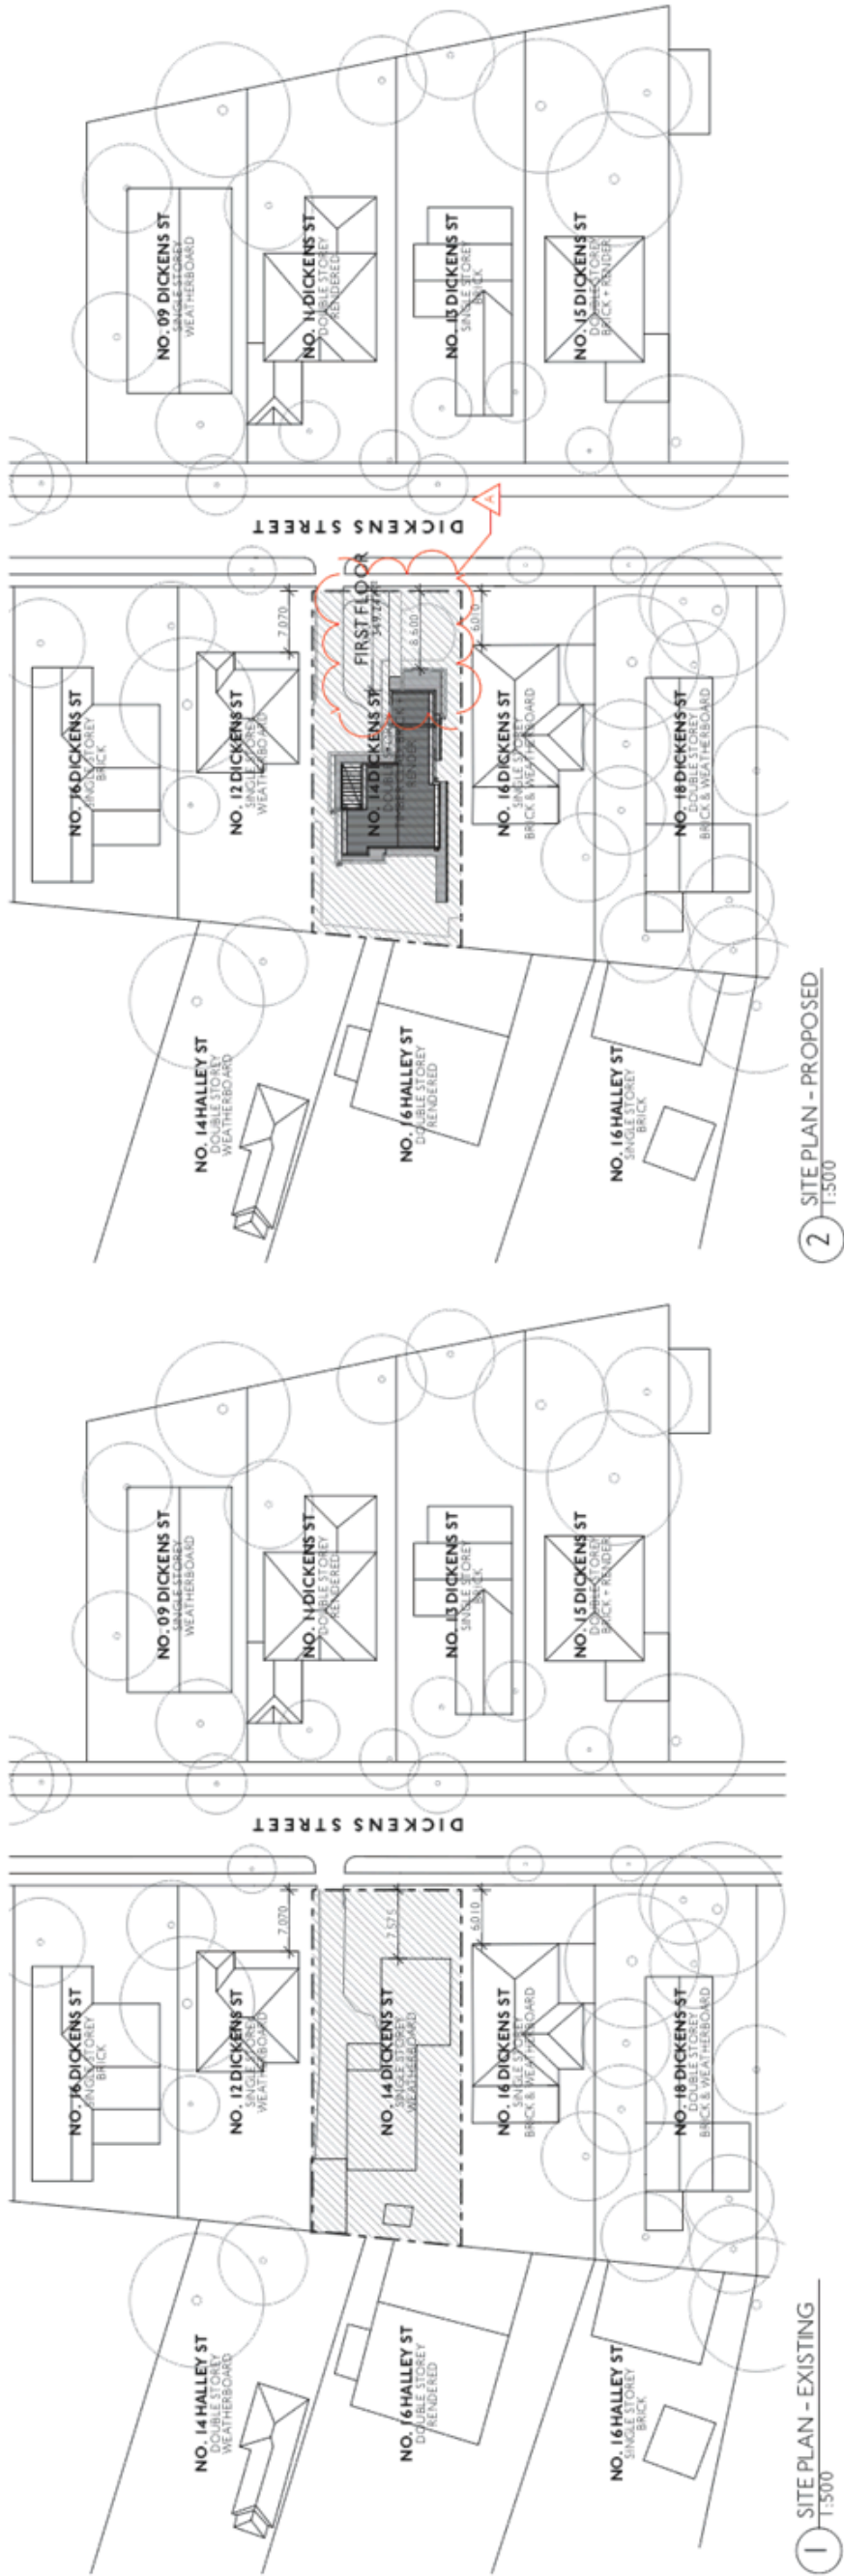 NO. 09 DICKENS ST
SINGLE STOREY
WEATHERBOARD
NO. 11 DICKENS ST
DOUBLE STOREY
RENDERED
NO. 13 DICKENS ST
SINGLE STOREY
BRICK
NO. 15 DICKENS ST
DOUBLE STOREY
BRICK + RENDER
DICKENS STREET
A
7.070
FIRST FLOOR
8.600
6.010
NO. 16 DICKENS ST
SINGLE STOREY
BRICK
NO. 12 DICKENS ST
SINGLE STOREY
WEATHERBOARD
NO. 14 DICKENS ST
DOUBLE
RENDER
NO. 16 DICKENS ST
SINGLE STOREY
BRICK & WEATHERBOARD
NO. 18 DICKENS ST
DOUBLE STOREY
BRICK & WEATHERBOARD
NO. 14 HALLEY ST
DOUBLE STOREY
WEATHERBOARD
NO. 16 HALLEY ST
DOUBLE STOREY
RENDERED
NO. 16 HALLEY ST
SINGLE STOREY
BRICK
2 SITE PLAN - PROPOSED
1:500
NO. 09 DICKENS ST
SINGLE STOREY
WEATHERBOARD
NO. 11 DICKENS ST
DOUBLE STOREY
RENDERED
NO. 13 DICKENS ST
SINGLE STOREY
BRICK
NO. 15 DICKENS ST
DOUBLE STOREY
BRICK + RENDER
DICKENS STREET
7.070
7.575
6.010
NO. 16 DICKENS ST
SINGLE STOREY
BRICK
NO. 12 DICKENS ST
SINGLE STOREY
WEATHERBOARD
NO. 14 DICKENS ST
SINGLE STOREY
WEATHERBOARD
NO. 16 DICKENS ST
SINGLE STOREY
BRICK & WEATHERBOARD
NO. 18 DICKENS ST
DOUBLE STOREY
BRICK & WEATHERBOARD
NO. 14 HALLEY ST
DOUBLE STOREY
WEATHERBOARD
NO. 16 HALLEY ST
DOUBLE STOREY
RENDERED
NO. 16 HALLEY ST
SINGLE STOREY
BRICK
1 SITE PLAN - EXISTING
1:500